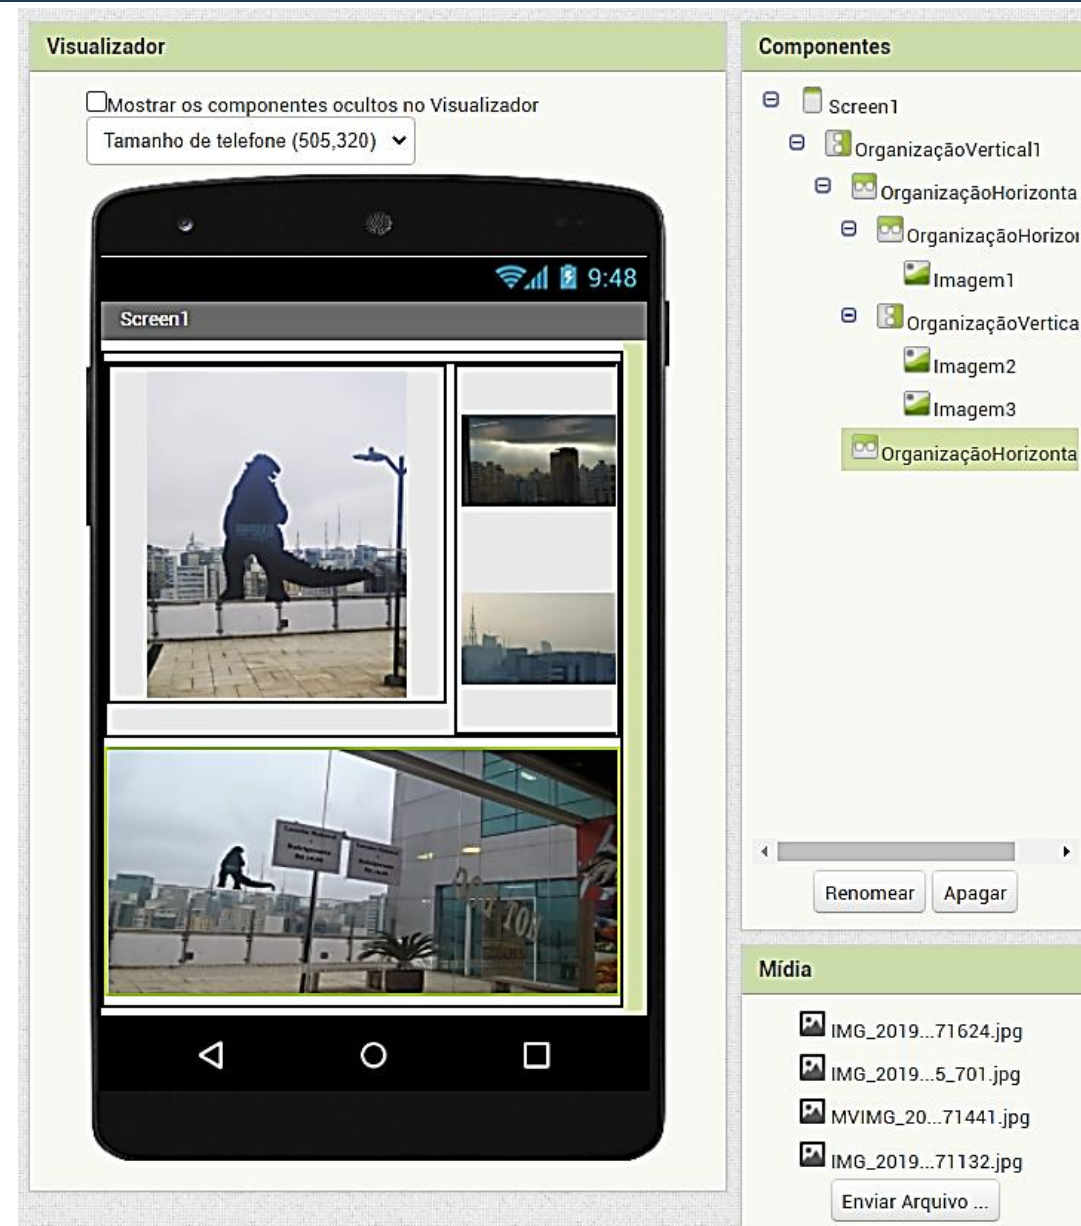 Visualizador
Mostrar os componentes ocultos no Visualizador
Tamanho de telefone (505,320)
9:48
Screen1
Componentes
Screen1
OrganizaçãoVertical1
OrganizaçãoHorizonta
OrganizaçãoHorizor
Imagem1
OrganizaçãoVertica
Imagem2
Imagem3
OrganizaçãoHorizonta
Renomear Apagar
Mídia
IMG_2019...71624.jpg
IMG_2019...5_701.jpg
MVIMG_20...71441.jpg
IMG_2019...71132.jpg
Enviar Arquivo ...